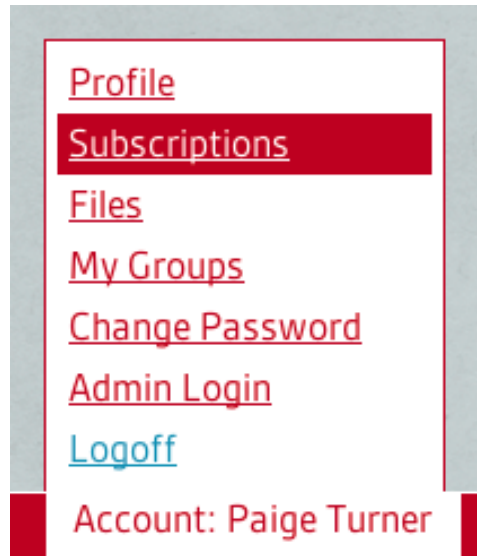 Profile
Subscriptions
Files
My Groups
Change Password
Admin Login
Logoff
Account: Paige Turner